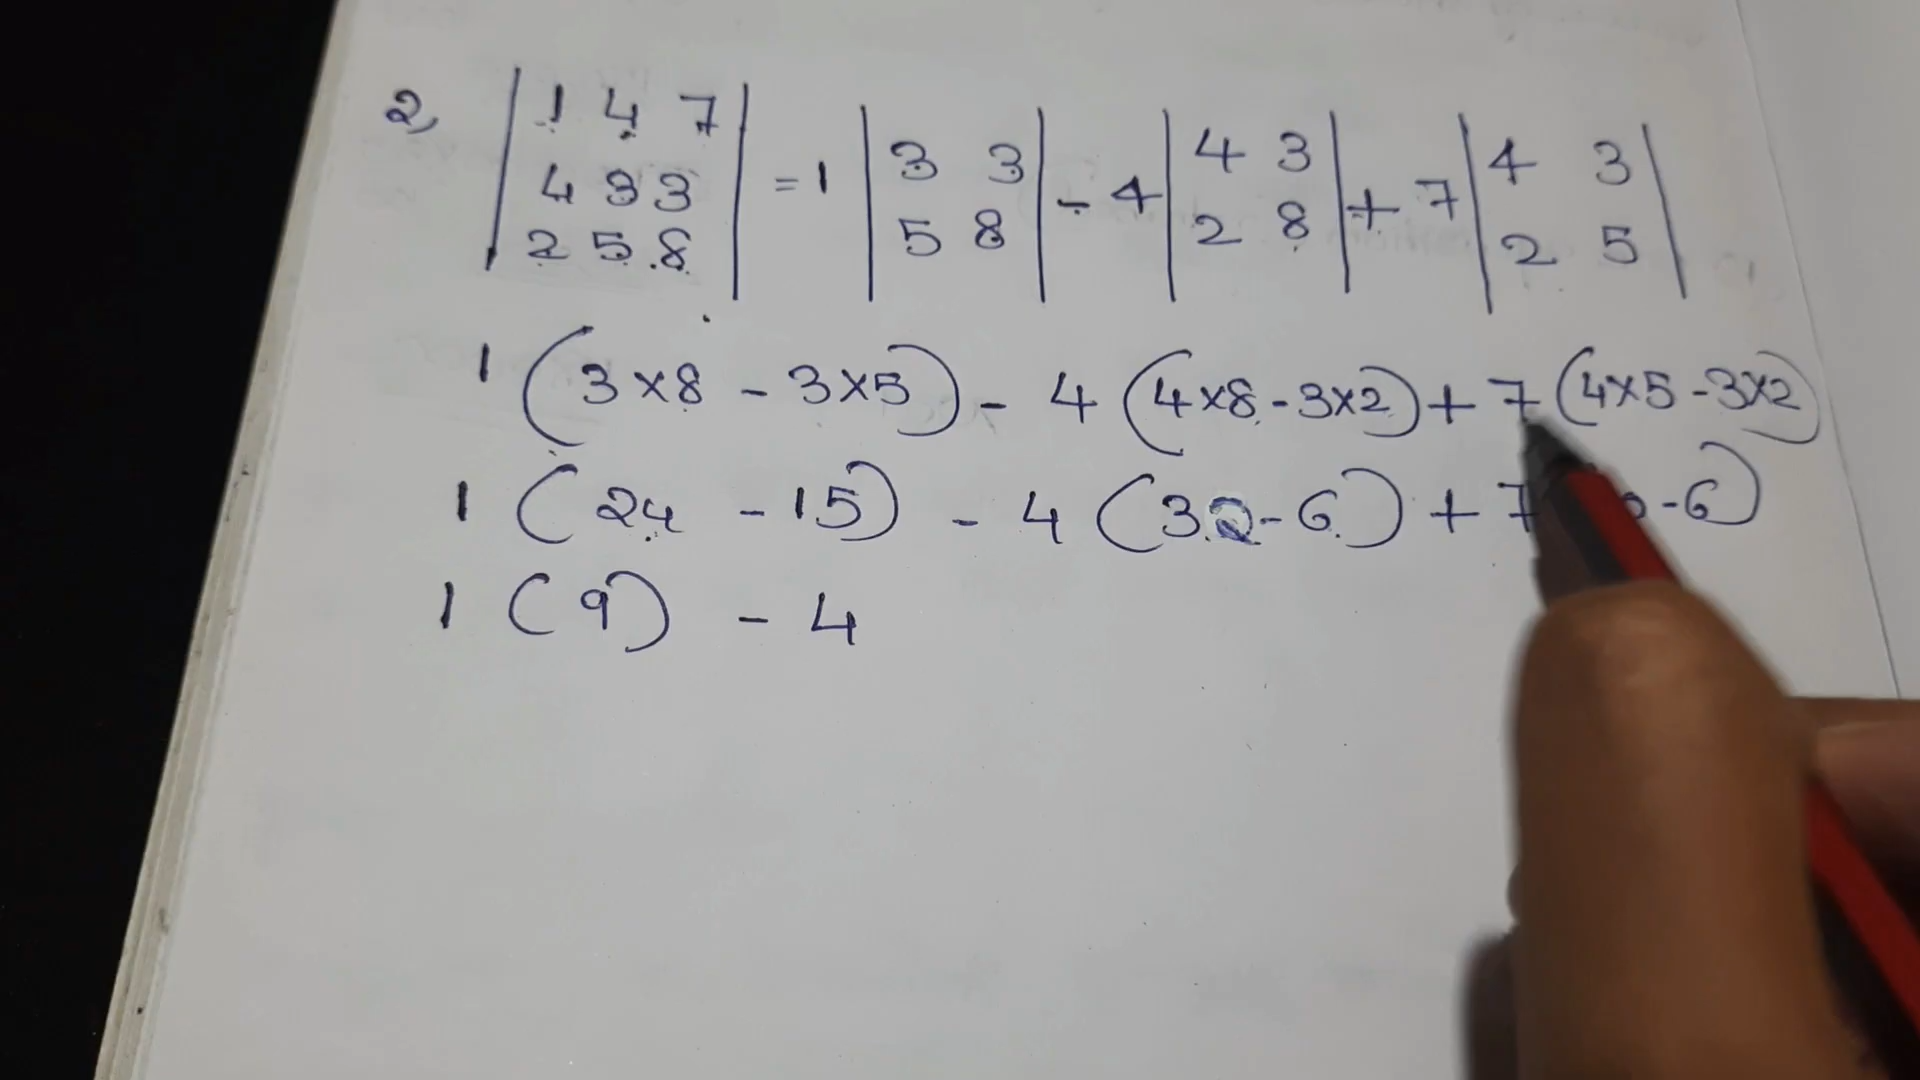 2, | 1 4 7 | = 1 | 3 3 | - 4 | 4 3 | + 7 | 4 3 |
| 4 3 3 | | 5 8 | | 2 8 | | 2 5 |
| 2 5 8 |
1 ( 3×8 - 3×5 ) - 4 ( 4×8 - 3×2 ) + 7 ( 4×5 - 3×2 )
1 ( 24 - 15 ) - 4 ( 32 - 6 ) + 7 - 6 )
1 ( 9 ) - 4